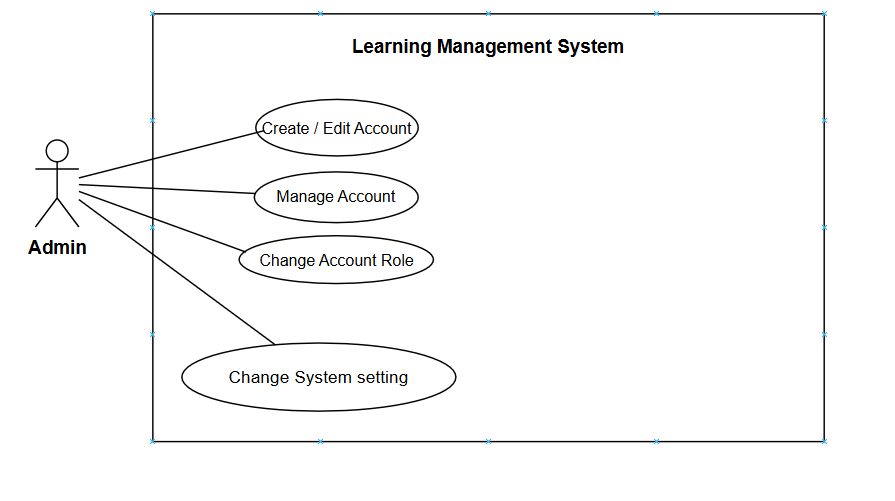 Learning Management System
Create / Edit Account
Manage Account
Admin
Change Account Role
Change System setting